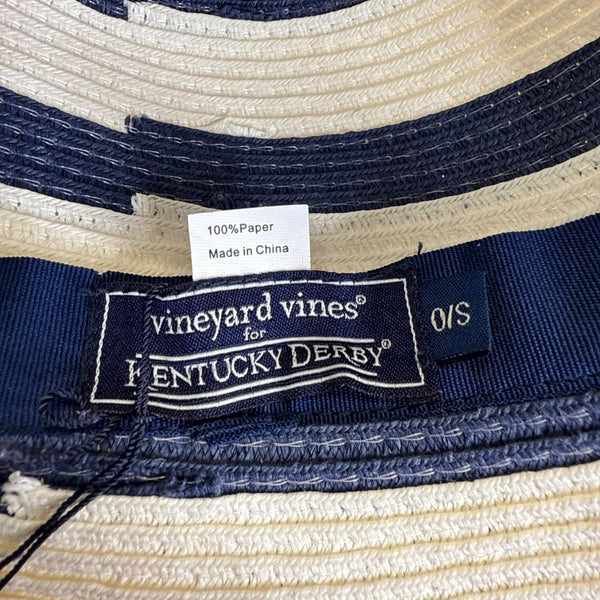 100%Paper
Made in China
vineyard vines®
for
KENTUCKY DERBY®
O/S